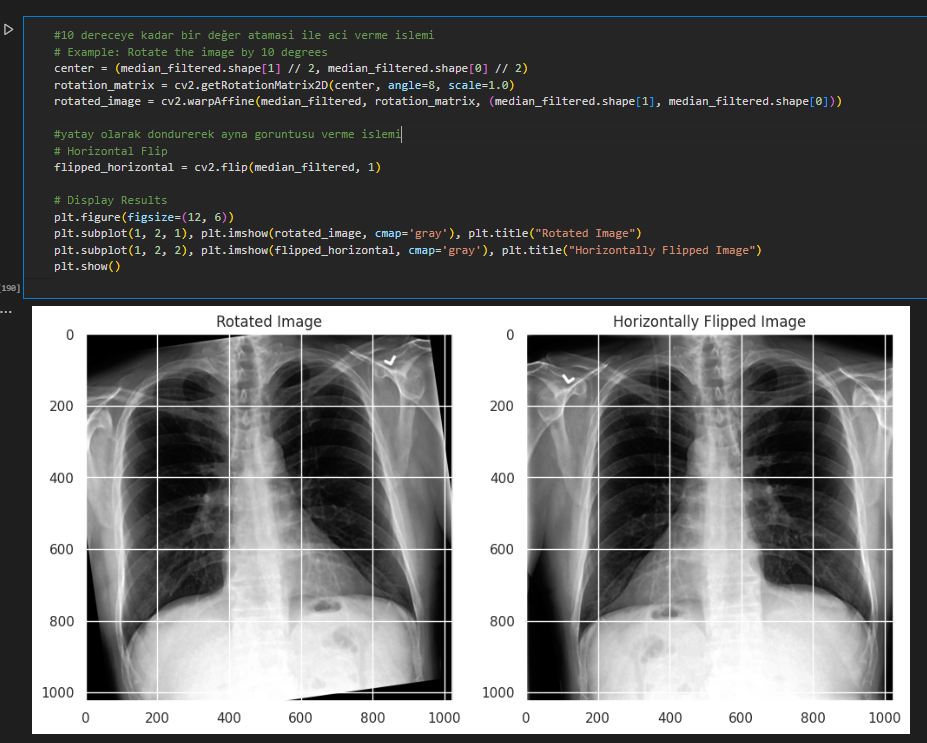 #10 dereceye kadar bir değer atamasi ile aci verme islemi
# Example: Rotate the image by 10 degrees
center = (median_filtered.shape[1] // 2, median_filtered.shape[0] // 2)
rotation_matrix = cv2.getRotationMatrix2D(center, angle=8, scale=1.0)
rotated_image = cv2.warpAffine(median_filtered, rotation_matrix, (median_filtered.shape[1], median_filtered.shape[0]))
#yatay olarak dondurerek ayna goruntusu verme islemi
# Horizontal Flip
flipped_horizontal = cv2.flip(median_filtered, 1)
# Display Results
plt.figure(figsize=(12, 6))
plt.subplot(1, 2, 1), plt.imshow(rotated_image, cmap='gray'), plt.title("Rotated Image")
plt.subplot(1, 2, 2), plt.imshow(flipped_horizontal, cmap='gray'), plt.title("Horizontally Flipped Image")
plt.show()
[190]
...
Rotated Image
0
200
400
600
800
1000
0 200 400 600 800 1000
Horizontally Flipped Image
0
200
400
600
800
1000
0 200 400 600 800 1000